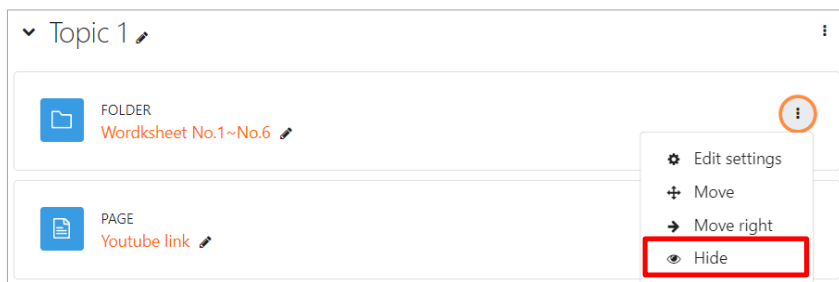 Topic 1
FOLDER
Wordksheet No.1~No.6
Edit settings
Move
PAGE
Move right
Youtube link
Hide